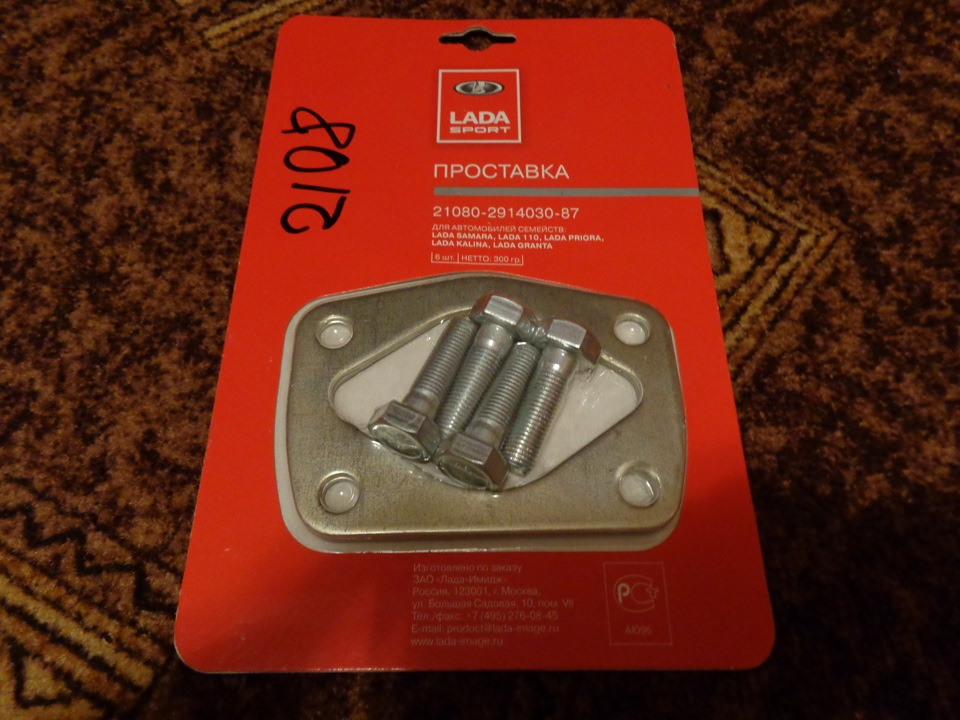 2108
LADA
SPORT
ПРОСТАВКА
21080-2914030-87
ДЛЯ АВТОМОБИЛЕЙ СЕМЕЙСТВ:
LADA SAMARA, LADA 110, LADA PRIORA,
LADA KALINA, LADA GRANTA
6 шт. НЕТТО: 300 гр.
Изготовлено по заказу
ЗАО «Лада-Имидж»
Россия, 123001, г. Москва,
ул. Большая Садовая, 10, пом. VII
Тел./факс: +7 (495) 276-08-45
E-mail: product@lada-image.ru
www.lada-image.ru
АЮ96